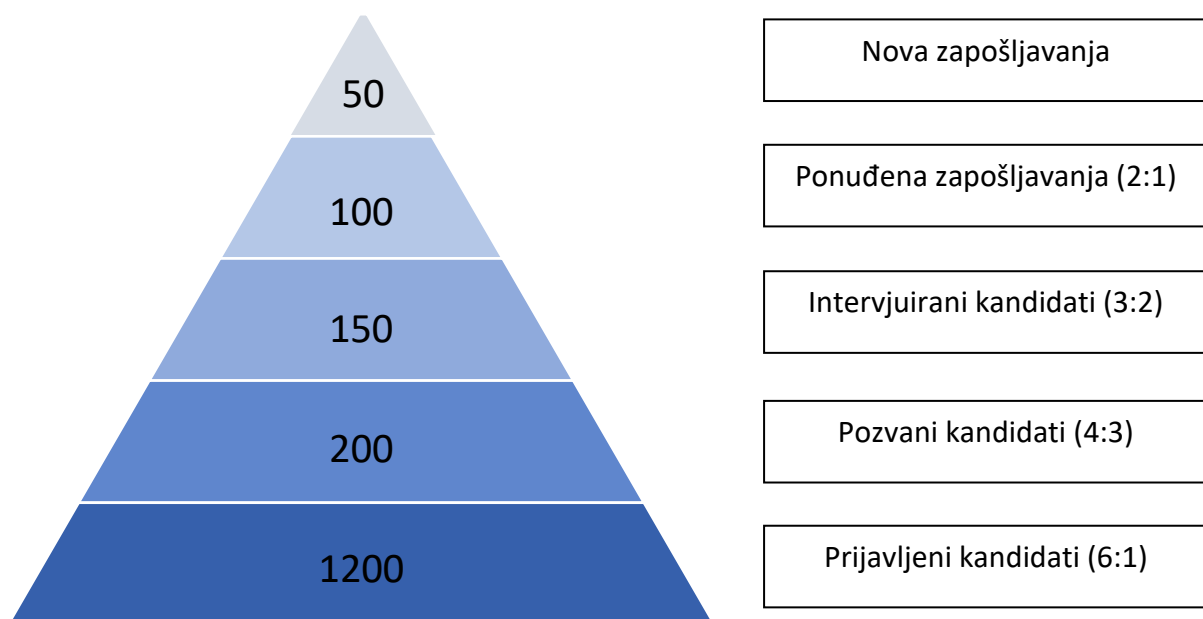 50
Nova zapošljavanja
100
Ponuđena zapošljavanja (2:1)
150
Intervjuirani kandidati (3:2)
200
Pozvani kandidati (4:3)
1200
Prijavljeni kandidati (6:1)